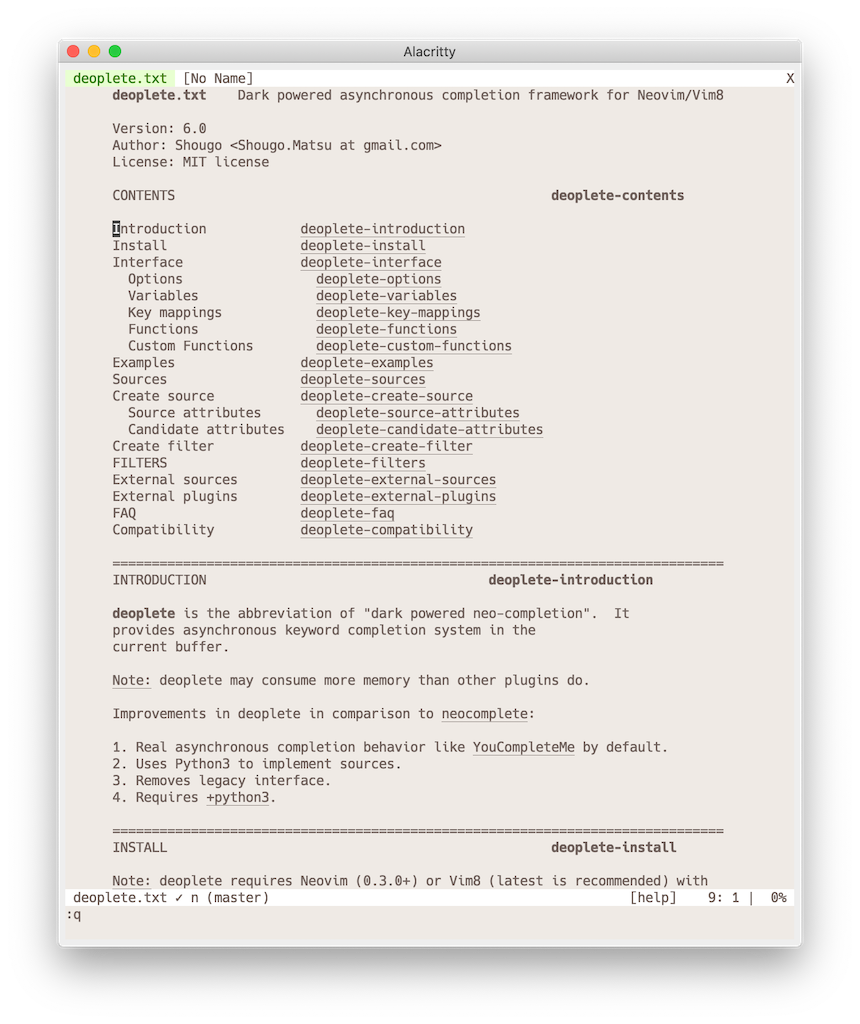 Alacritty
deoplete.txt [No Name] X
deoplete.txt    Dark powered asynchronous completion framework for Neovim/Vim8
Version: 6.0
Author: Shougo <Shougo.Matsu at gmail.com>
License: MIT license
CONTENTS    deoplete-contents
Introduction    deoplete-introduction
Install    deoplete-install
Interface    deoplete-interface
Options    deoplete-options
Variables    deoplete-variables
Key mappings    deoplete-key-mappings
Functions    deoplete-functions
Custom Functions    deoplete-custom-functions
Examples    deoplete-examples
Sources    deoplete-sources
Create source    deoplete-create-source
Source attributes    deoplete-source-attributes
Candidate attributes    deoplete-candidate-attributes
Create filter    deoplete-create-filter
FILTERS    deoplete-filters
External sources    deoplete-external-sources
External plugins    deoplete-external-plugins
FAQ    deoplete-faq
Compatibility    deoplete-compatibility
==============================================================================
INTRODUCTION    deoplete-introduction
deoplete is the abbreviation of "dark powered neo-completion".  It
provides asynchronous keyword completion system in the
current buffer.
Note: deoplete may consume more memory than other plugins do.
Improvements in deoplete in comparison to neocomplete:
1. Real asynchronous completion behavior like YouCompleteMe by default.
2. Uses Python3 to implement sources.
3. Removes legacy interface.
4. Requires +python3.
==============================================================================
INSTALL    deoplete-install
Note: deoplete requires Neovim (0.3.0+) or Vim8 (latest is recommended) with
deoplete.txt ✓ n (master)    [help]    9: 1 |  0%
:q